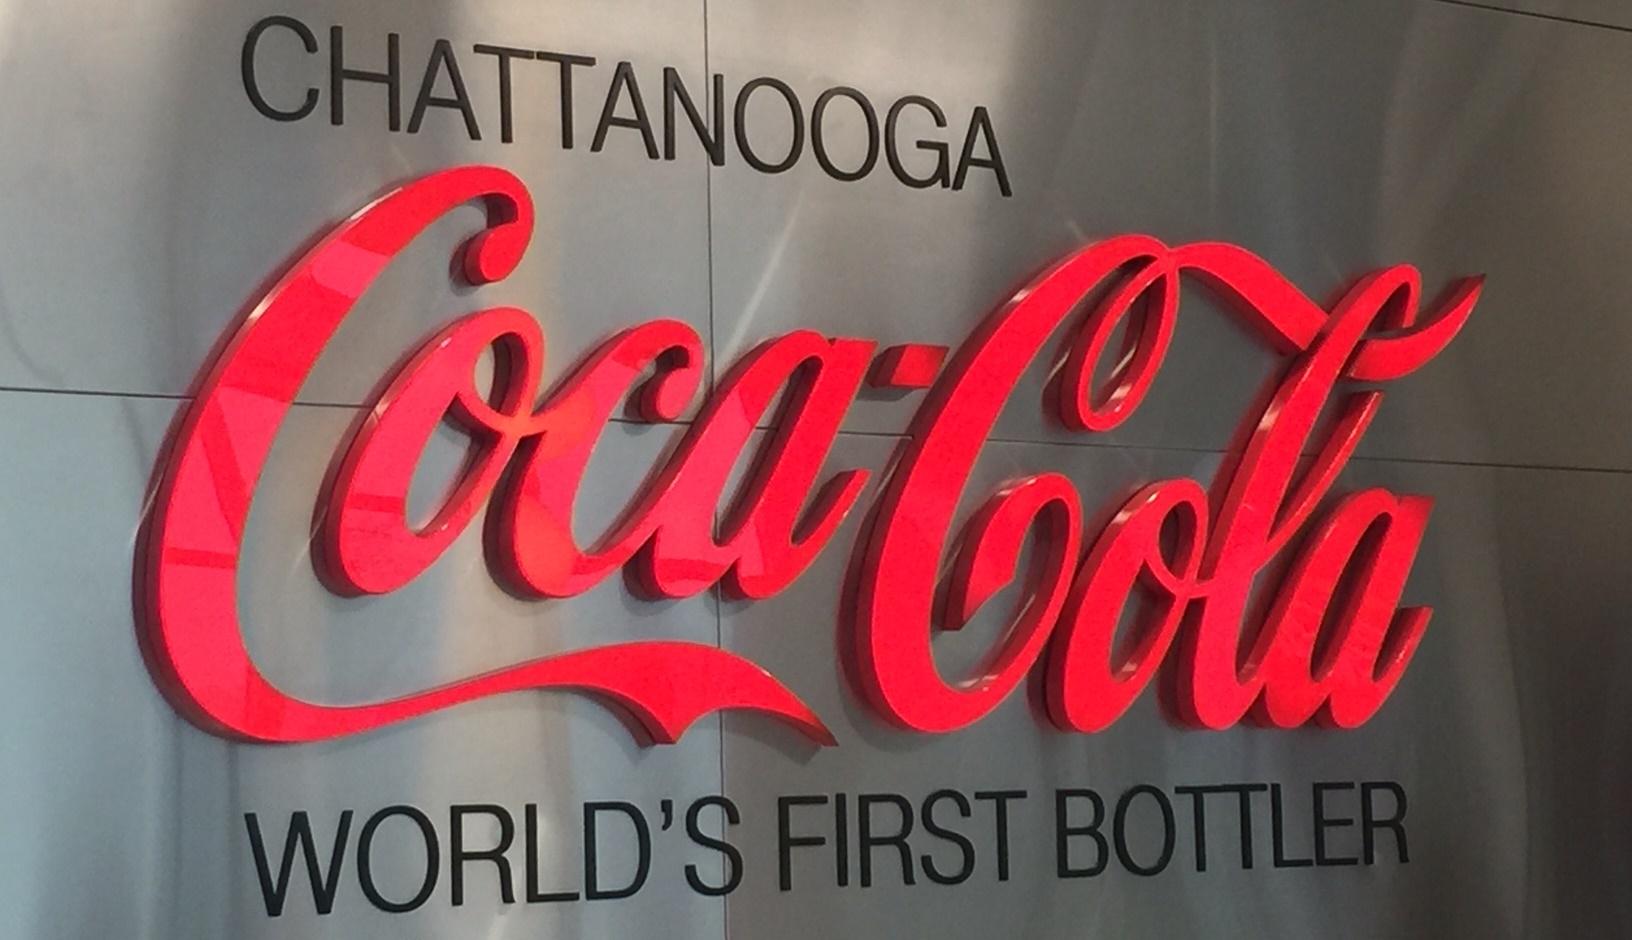 CHATTANOOGA
Coca-Cola
WORLD'S FIRST BOTTLER